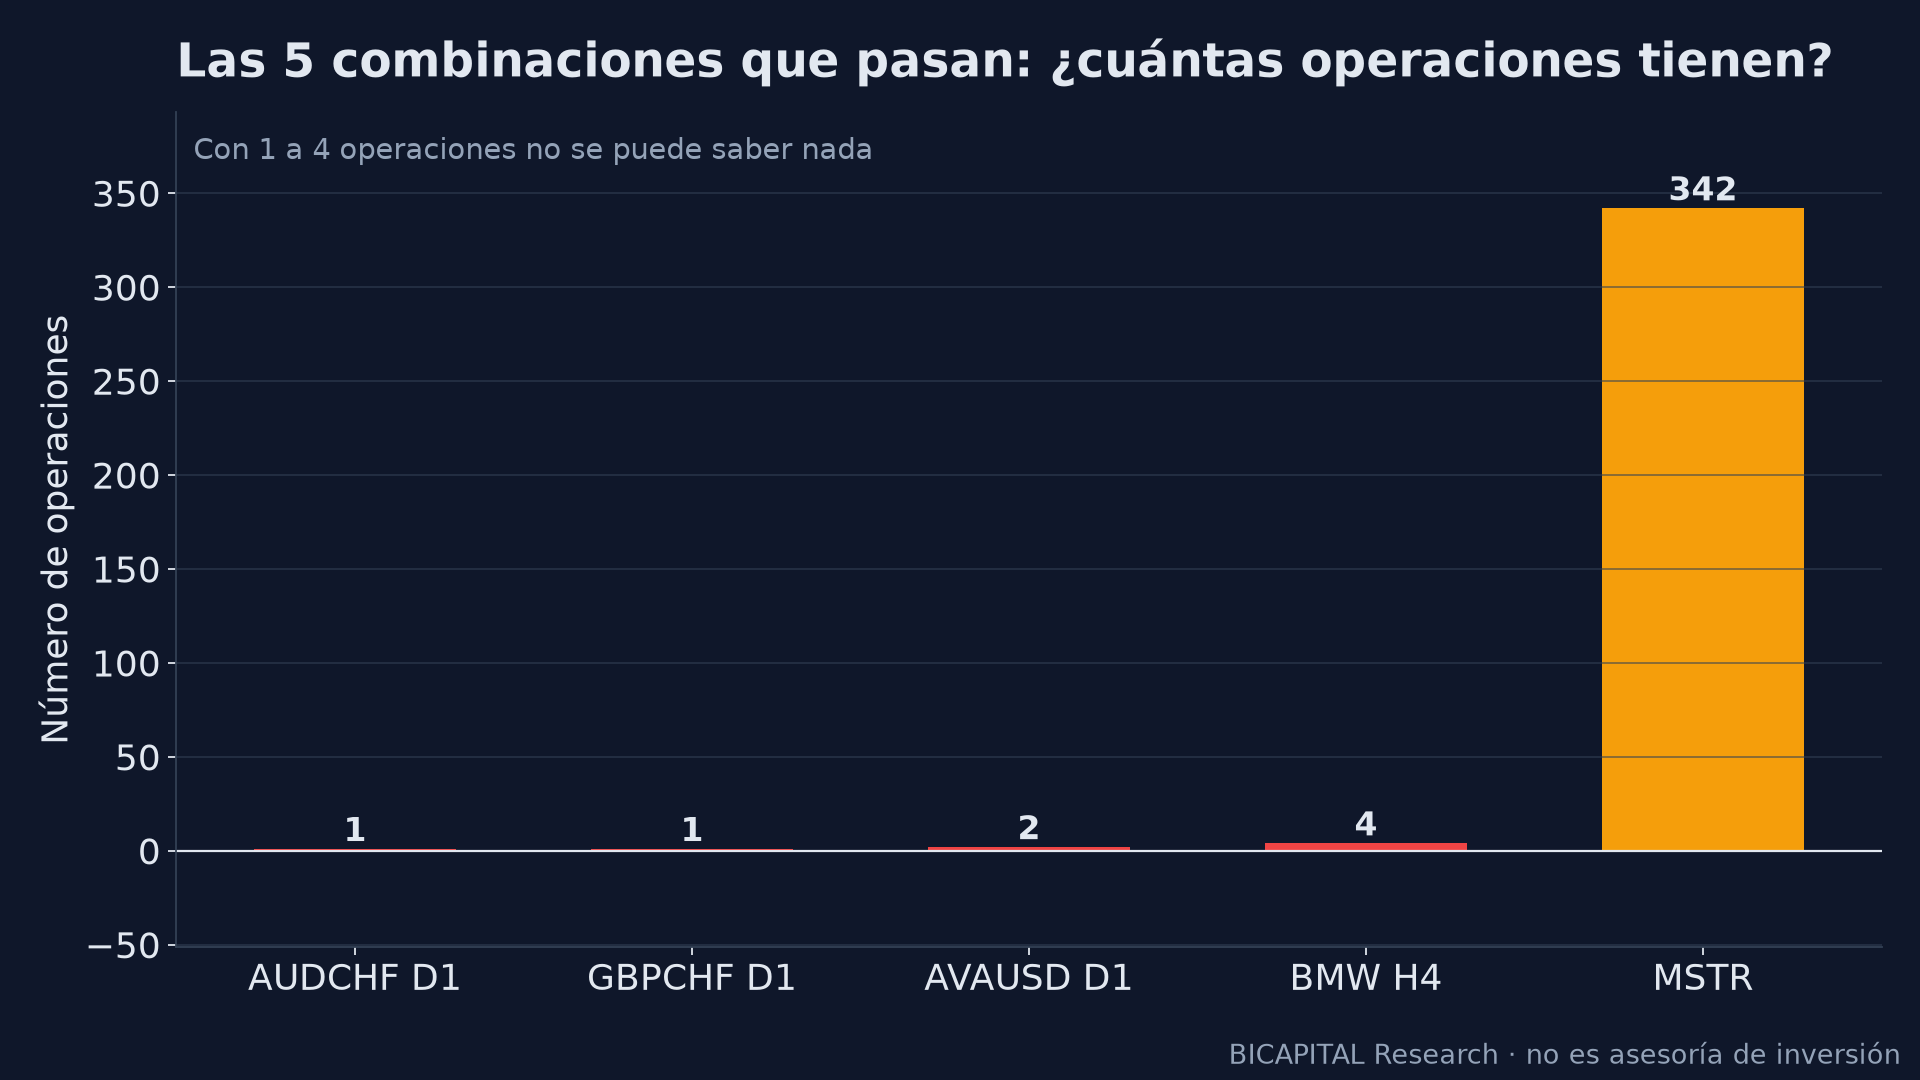 Las 5 combinaciones que pasan: ¿cuántas operaciones tienen?
Con 1 a 4 operaciones no se puede saber nada
Número de operaciones
350
300
250
200
150
100
50
0
−50
1
1
2
4
342
AUDCHF D1
GBPCHF D1
AVAUSD D1
BMW H4
MSTR
BICAPITAL Research · no es asesoría de inversión